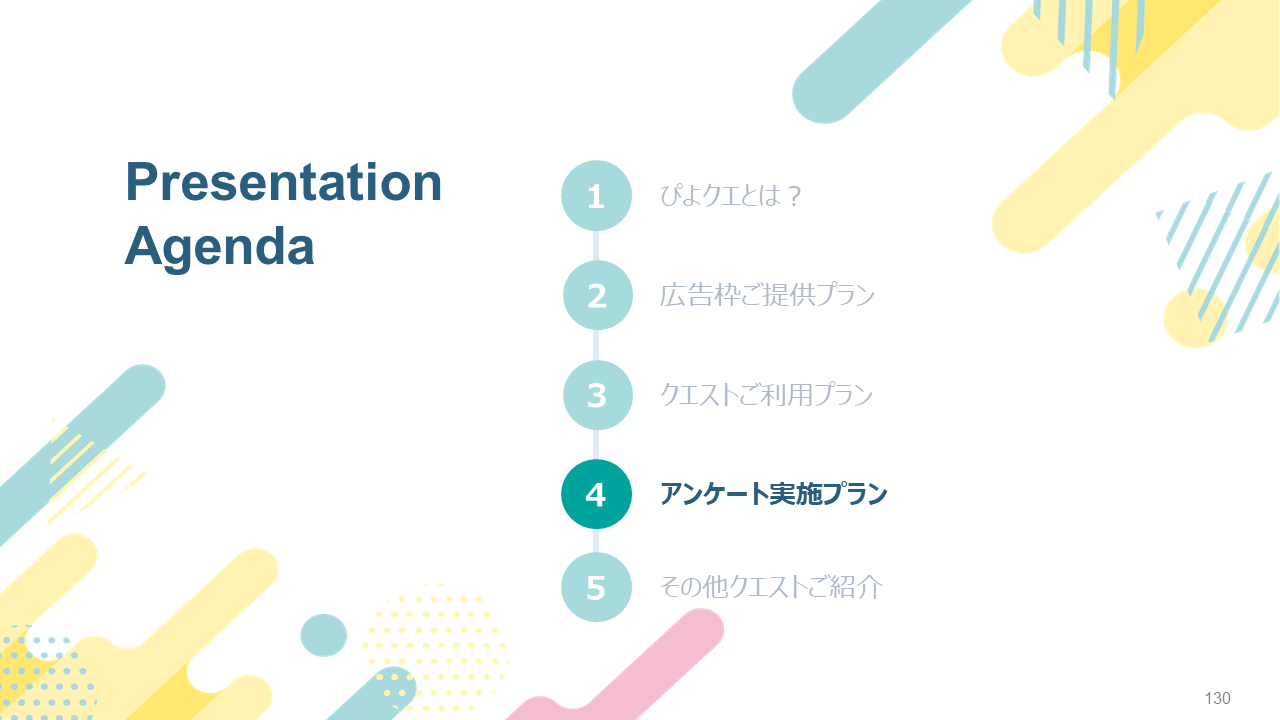 Presentation
Agenda
1
ぴよクエとは？
2
広告枠ご提供プラン
3
クエストご利用プラン
4
アンケート実施プラン
5
その他クエストご紹介
130